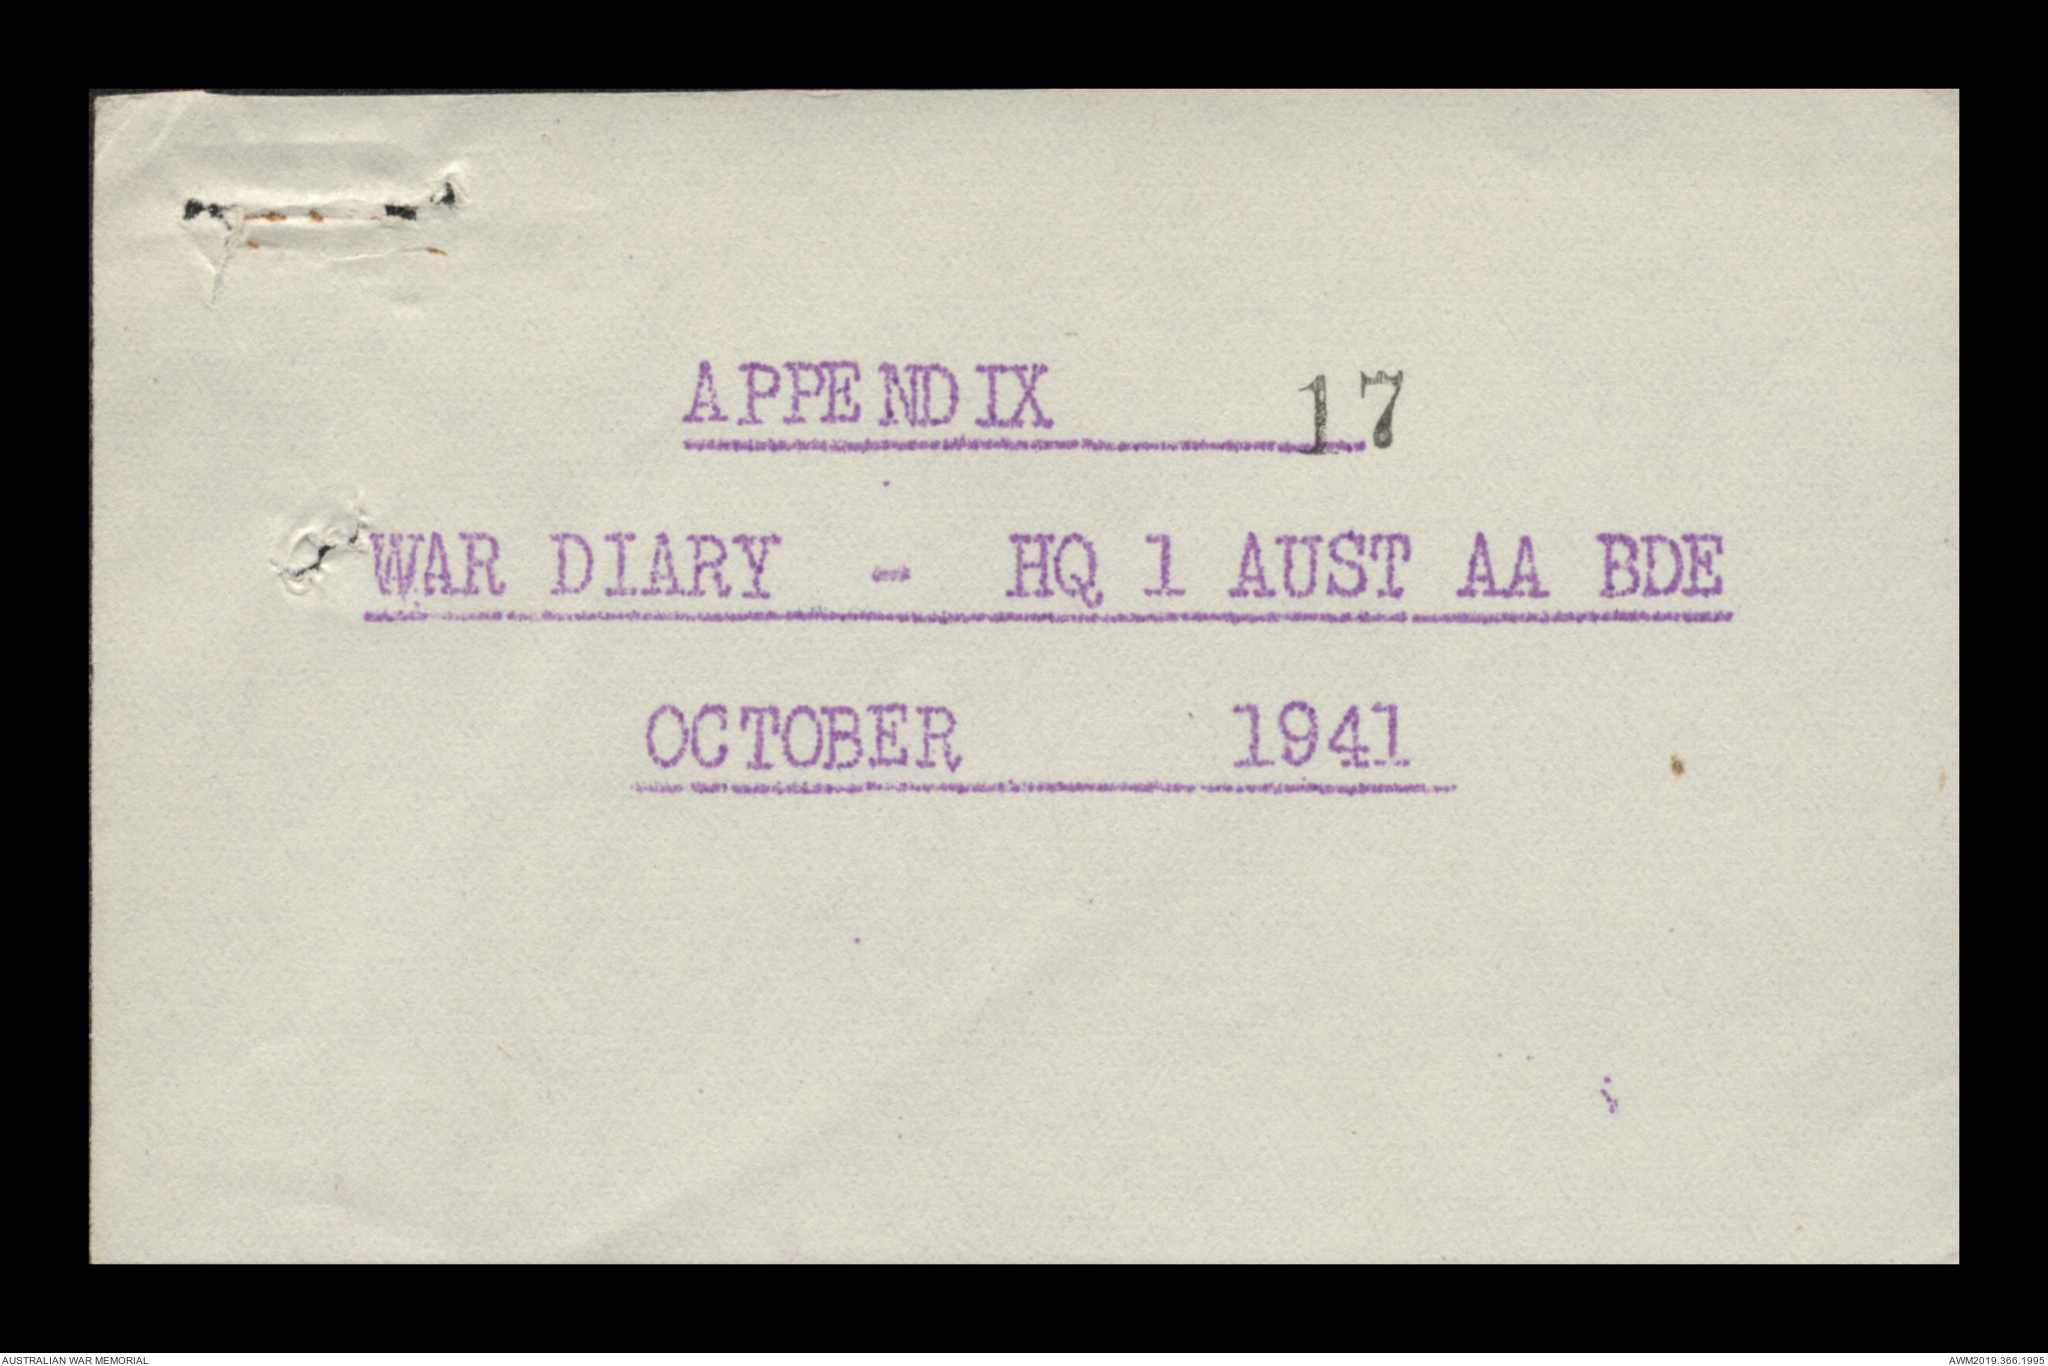 APPENDIX 17
WAR DIARY - HQ 1 AUST AA BDE
OCTOBER 1941
AUSTRALIAN WAR MEMORIAL
AWM2019.366.1995